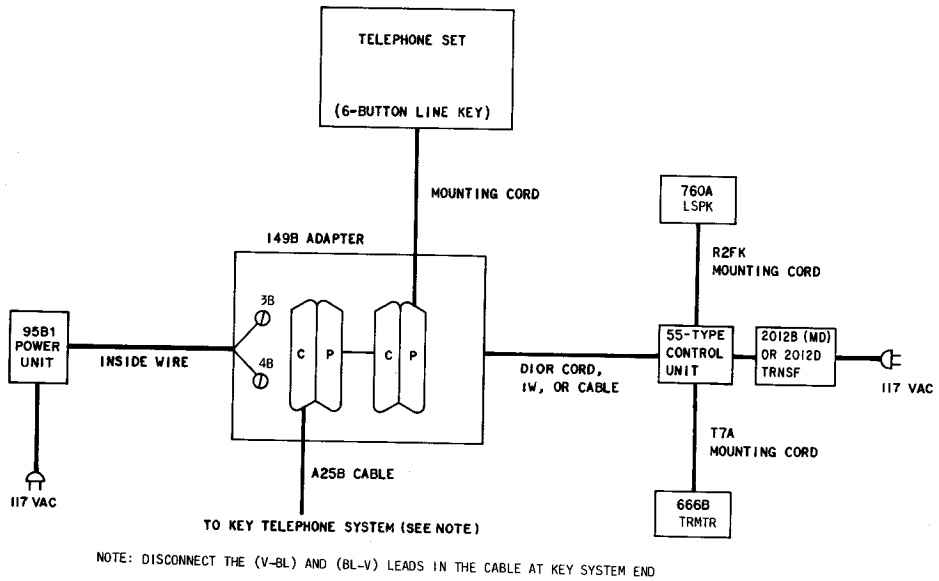 TELEPHONE SET
(6-BUTTON LINE KEY)
MOUNTING CORD
760A
LSPK
149B ADAPTER
R2FK
MOUNTING CORD
3B
95B1
POWER
UNIT
INSIDE WIRE
4B
C P
C P
DIOR CORD,
IW, OR CABLE
55-TYPE
CONTROL
UNIT
2012B (MD)
OR 2012D
TRNSF
117 VAC
T7A
MOUNTING CORD
A25B CABLE
117 VAC
666B
TRMTR
TO KEY TELEPHONE SYSTEM (SEE NOTE)
NOTE: DISCONNECT THE (V-BL) AND (BL-V) LEADS IN THE CABLE AT KEY SYSTEM END